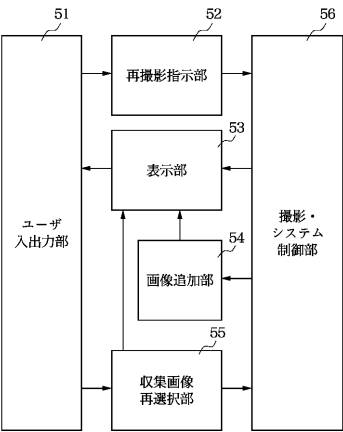 51
52
56
再撮影指示部
53
表示部
ユーザ
入出力部
撮影・
システム
制御部
54
画像追加部
55
収集画像
再選択部